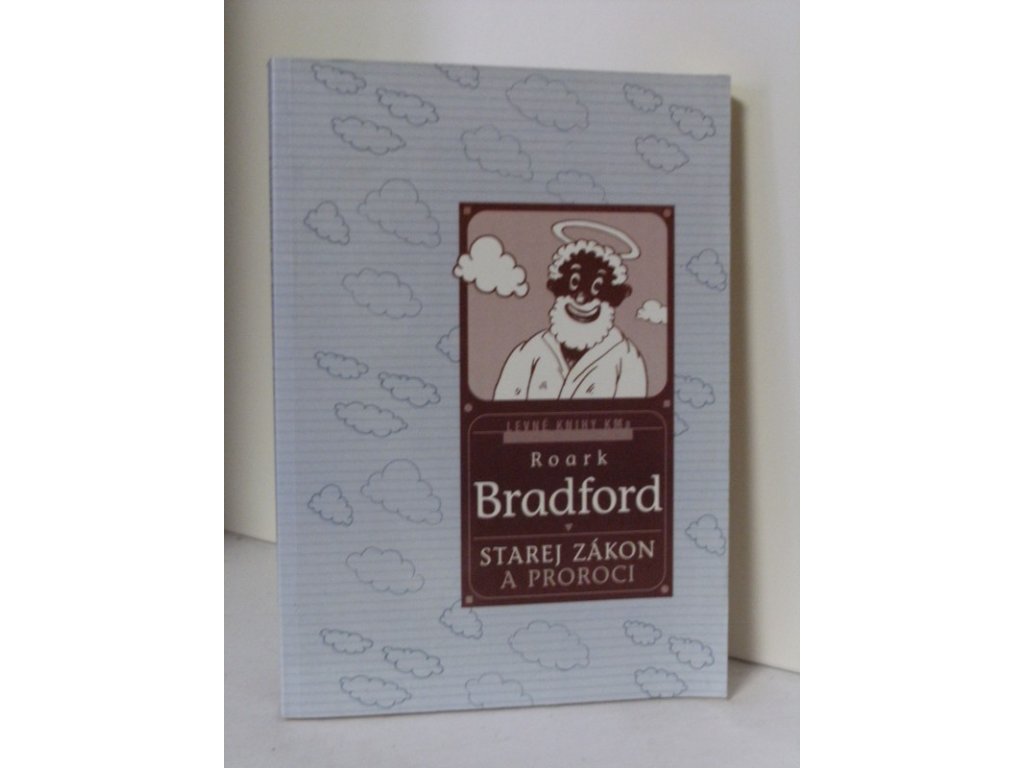 LEVNÉ KNIHY KMa
Roark
Bradford
STAREJ ZÁKON
A PROROCI